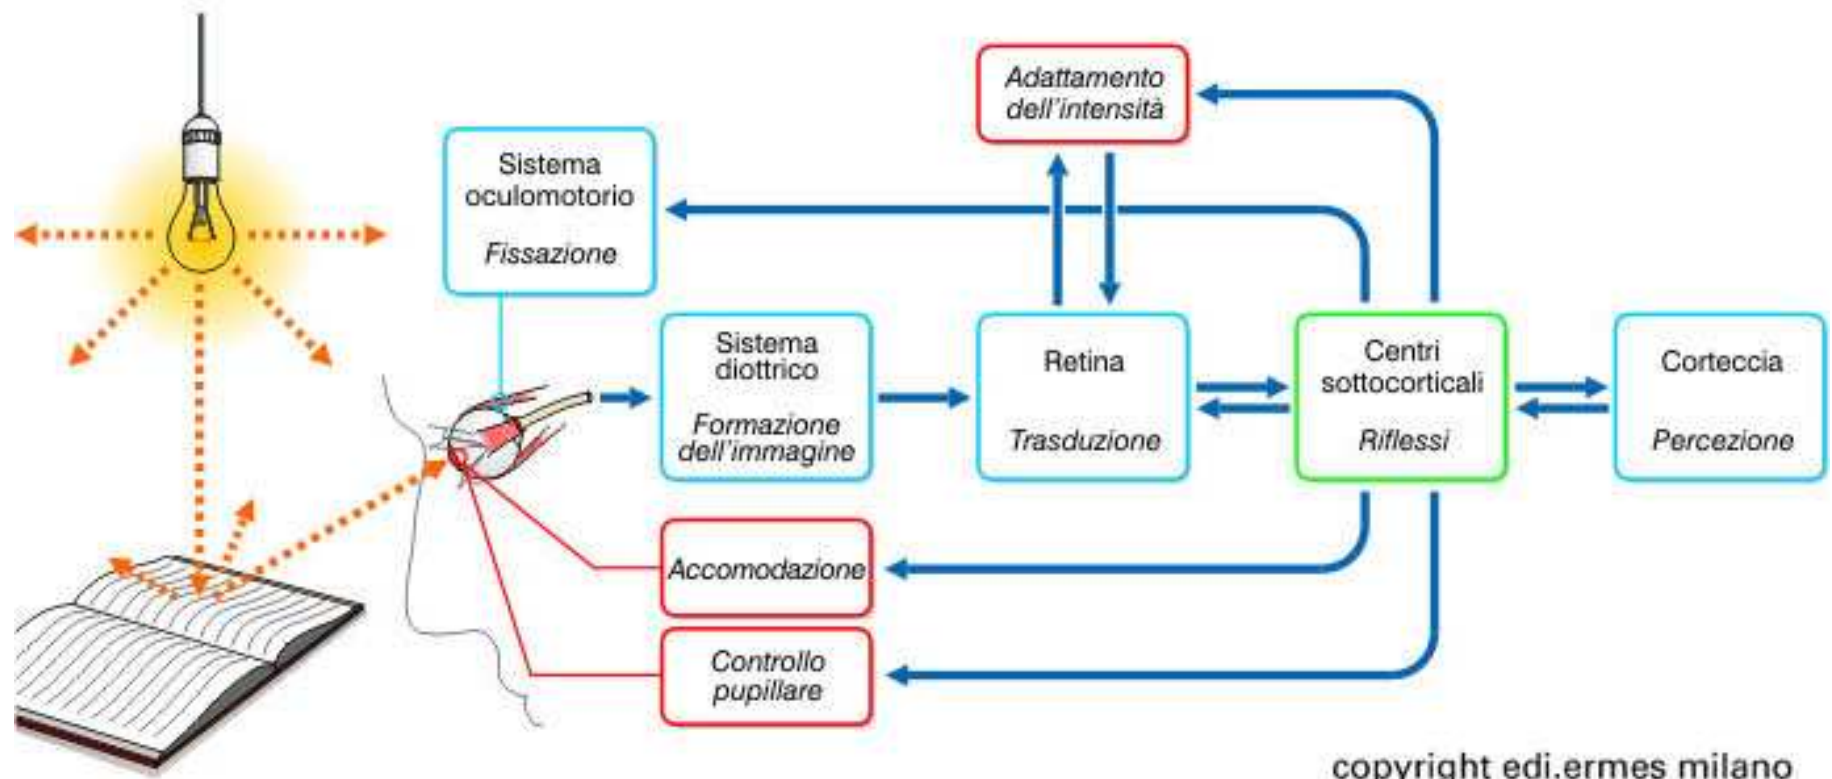 Adattamento
dell'intensità
Sistema
oculomotorio
Fissazione
Sistema
diottrico
Formazione
dell'immagine
Retina
Trasduzione
Centri
sottocorticali
Riflessi
Corteccia
Percezione
Accomodazione
Controllo
pupillare
copyright edi.ermes milano